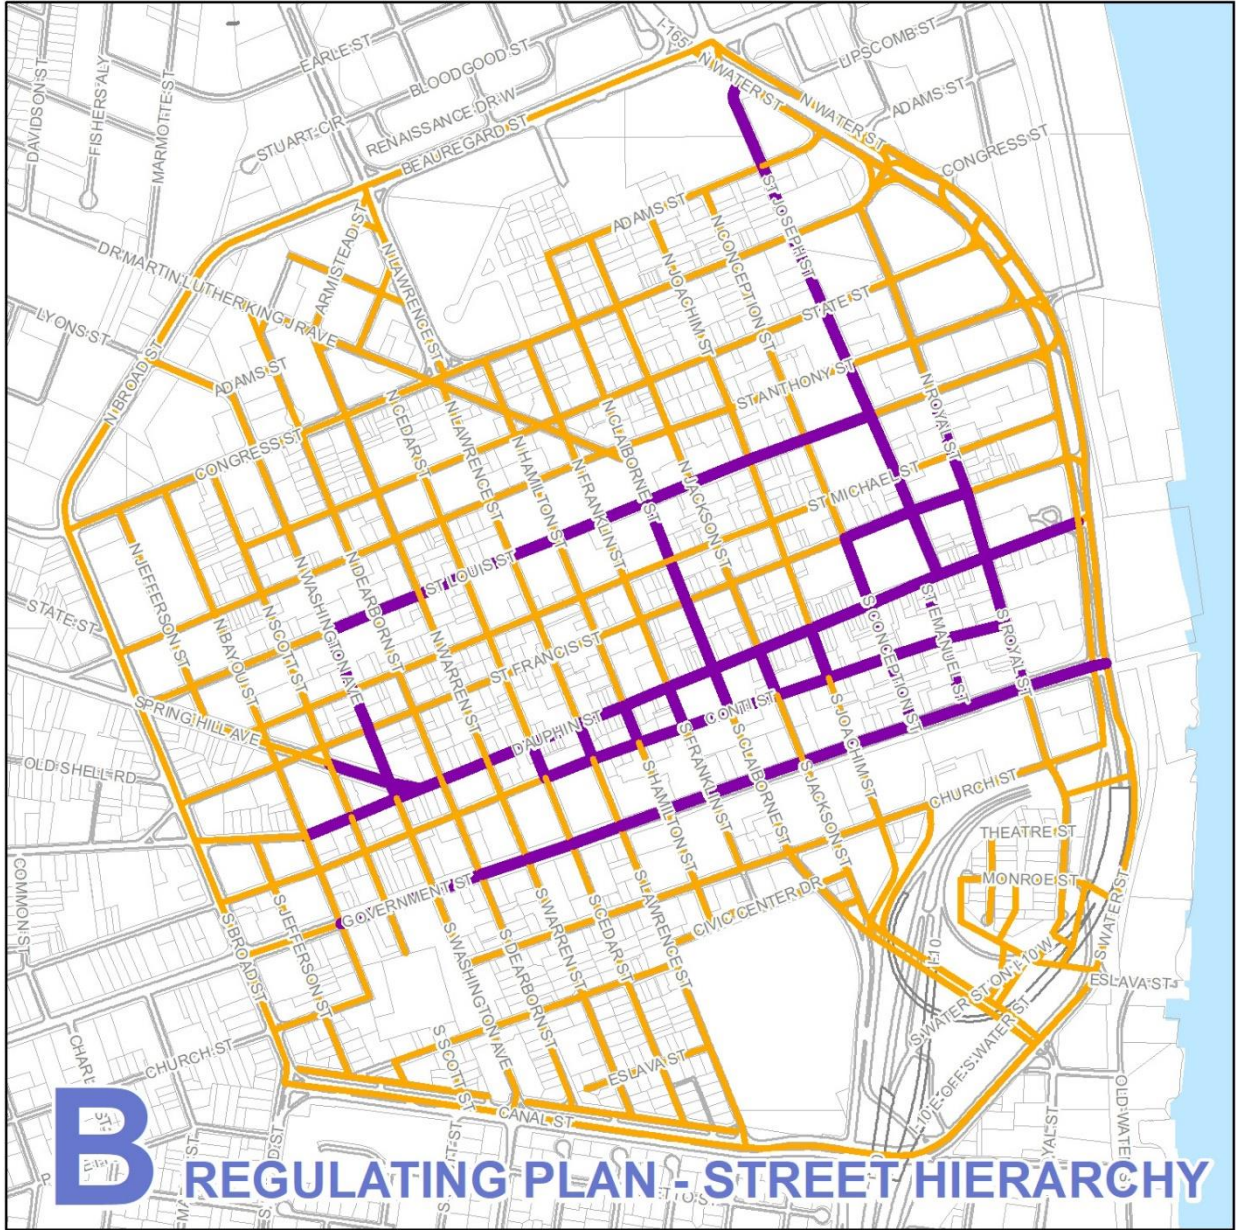 I-165
LIPSCOMB ST
EARLE ST
BLOODGOOD ST
N WATER ST
N WATER ST
DAVIDSON ST
FISHERS ALY
MARMOTTE ST
RENAISSANCE DR W
ADAMS ST
STUART CIR
BEAUREGARD ST
CONGRESS ST
ADAMS ST
ST JOSEPH ST
ARMISTEAD ST
N LAWRENCE ST
N CONCEPTION ST
N JOACHIM ST
DR MARTIN LUTHER KING JR AVE
STATE ST
LYONS ST
N BROAD ST
ADAMS ST
ST ANTHONY ST
N ROYAL ST
CONGRESS ST
N CEDAR ST
N LAWRENCE ST
N HAMILTON ST
N CLAIBORNE ST
N FRANKLIN ST
N JACKSON ST
ST MICHAEL ST
N JEFFERSON ST
N BAYOU ST
N SCOTT ST
N WASHINGTON AVE
N DEARBORN ST
N WARREN ST
ST LOUIS ST
STATE ST
ST FRANCIS ST
S CONCEPTION ST
ST EMANUEL ST
S ROYAL ST
SPRING HILL AVE
OLD SHELL RD
DAUPHIN ST
CONTI ST
S FRANKLIN ST
S CLAIBORNE ST
S JOACHIM ST
S JACKSON ST
S HAMILTON ST
CHURCH ST
THEATRE ST
MONROE ST
COMMON ST
GOVERNMENT ST
CIVIC CENTER DR
S BROAD ST
S JEFFERSON ST
S WASHINGTON AVE
S DEARBORN ST
S WARREN ST
S CEDAR ST
S LAWRENCE ST
I-10
S WATER ST ON I-10 W
S WATER ST
ESLAVA ST
I-10 E OFF S WATER ST
CHURCH ST
S SCOTT ST
ESLAVA ST
CANAL ST
B
REGULATING PLAN - STREET HIERARCHY